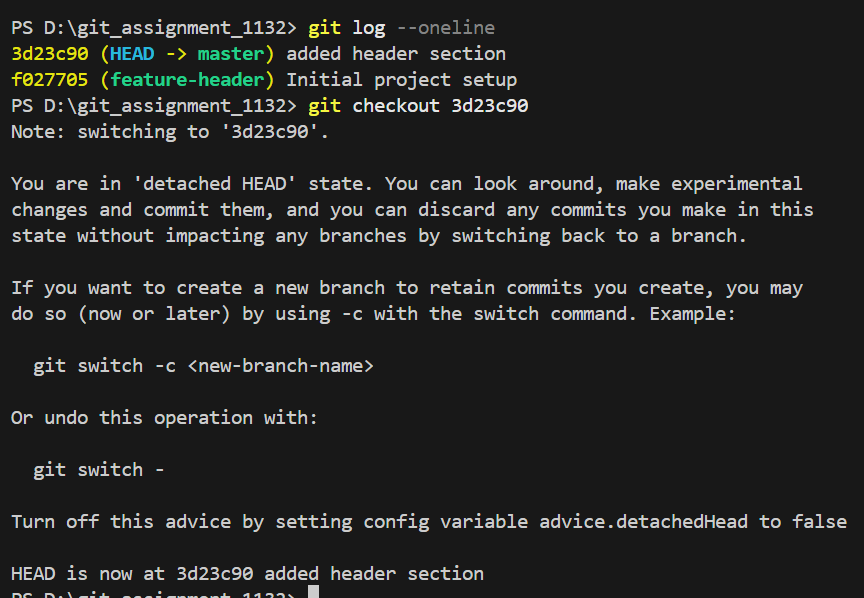 PS D:\git_assignment_1132> git log --oneline
3d23c90 (HEAD -> master) added header section
f027705 (feature-header) Initial project setup
PS D:\git_assignment_1132> git checkout 3d23c90
Note: switching to '3d23c90'.
You are in 'detached HEAD' state. You can look around, make experimental
changes and commit them, and you can discard any commits you make in this
state without impacting any branches by switching back to a branch.
If you want to create a new branch to retain commits you create, you may
do so (now or later) by using -c with the switch command. Example:
git switch -c <new-branch-name>
Or undo this operation with:
git switch -
Turn off this advice by setting config variable advice.detachedHead to false
HEAD is now at 3d23c90 added header section
PS D:\git_assignment_1132>